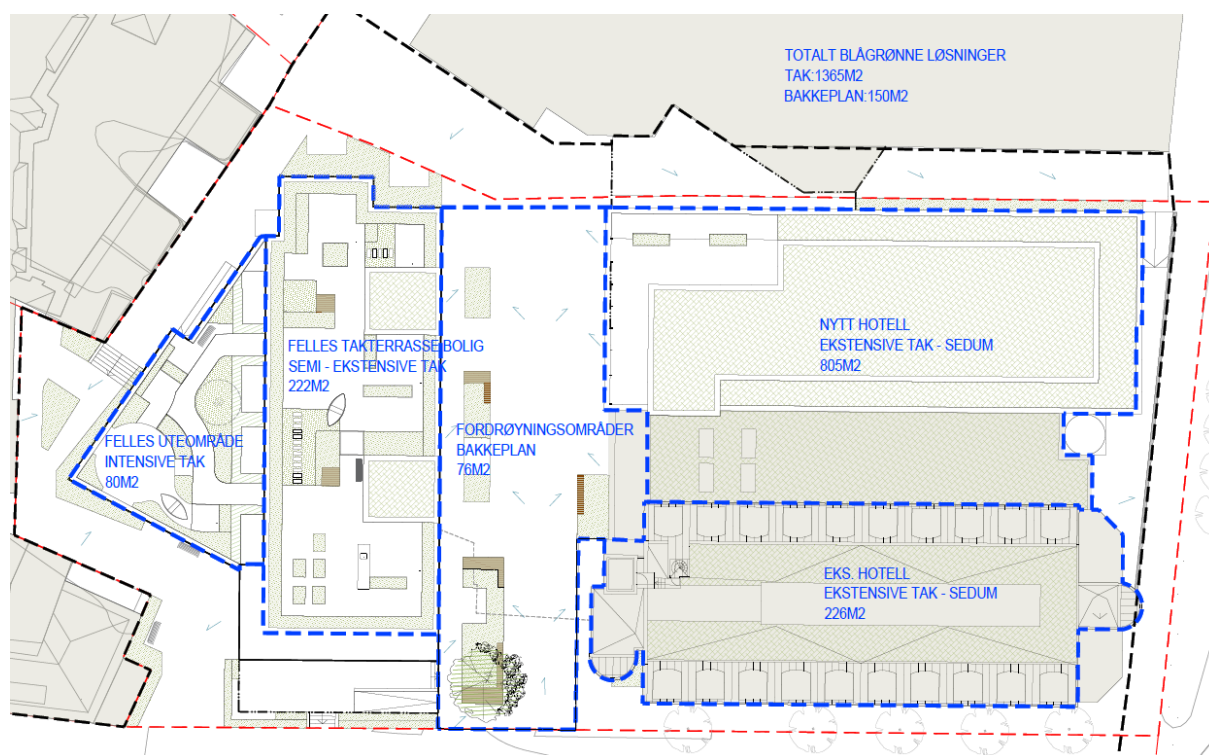 TOTALT BLÅGRØNNE LØSNINGER
TAK:1365M2
BAKKEPLAN:150M2
NYTT HOTELL
EKSTENSIVE TAK - SEDUM
805M2
FELLES TAKTERRASSE BOLIG
SEMI - EKSTENSIVE TAK
222M2
FORDRØYNINGSOMRÅDER
BAKKEPLAN
76M2
FELLES UTEOMRÅDE
INTENSIVE TAK
80M2
EKS. HOTELL
EKSTENSIVE TAK - SEDUM
226M2